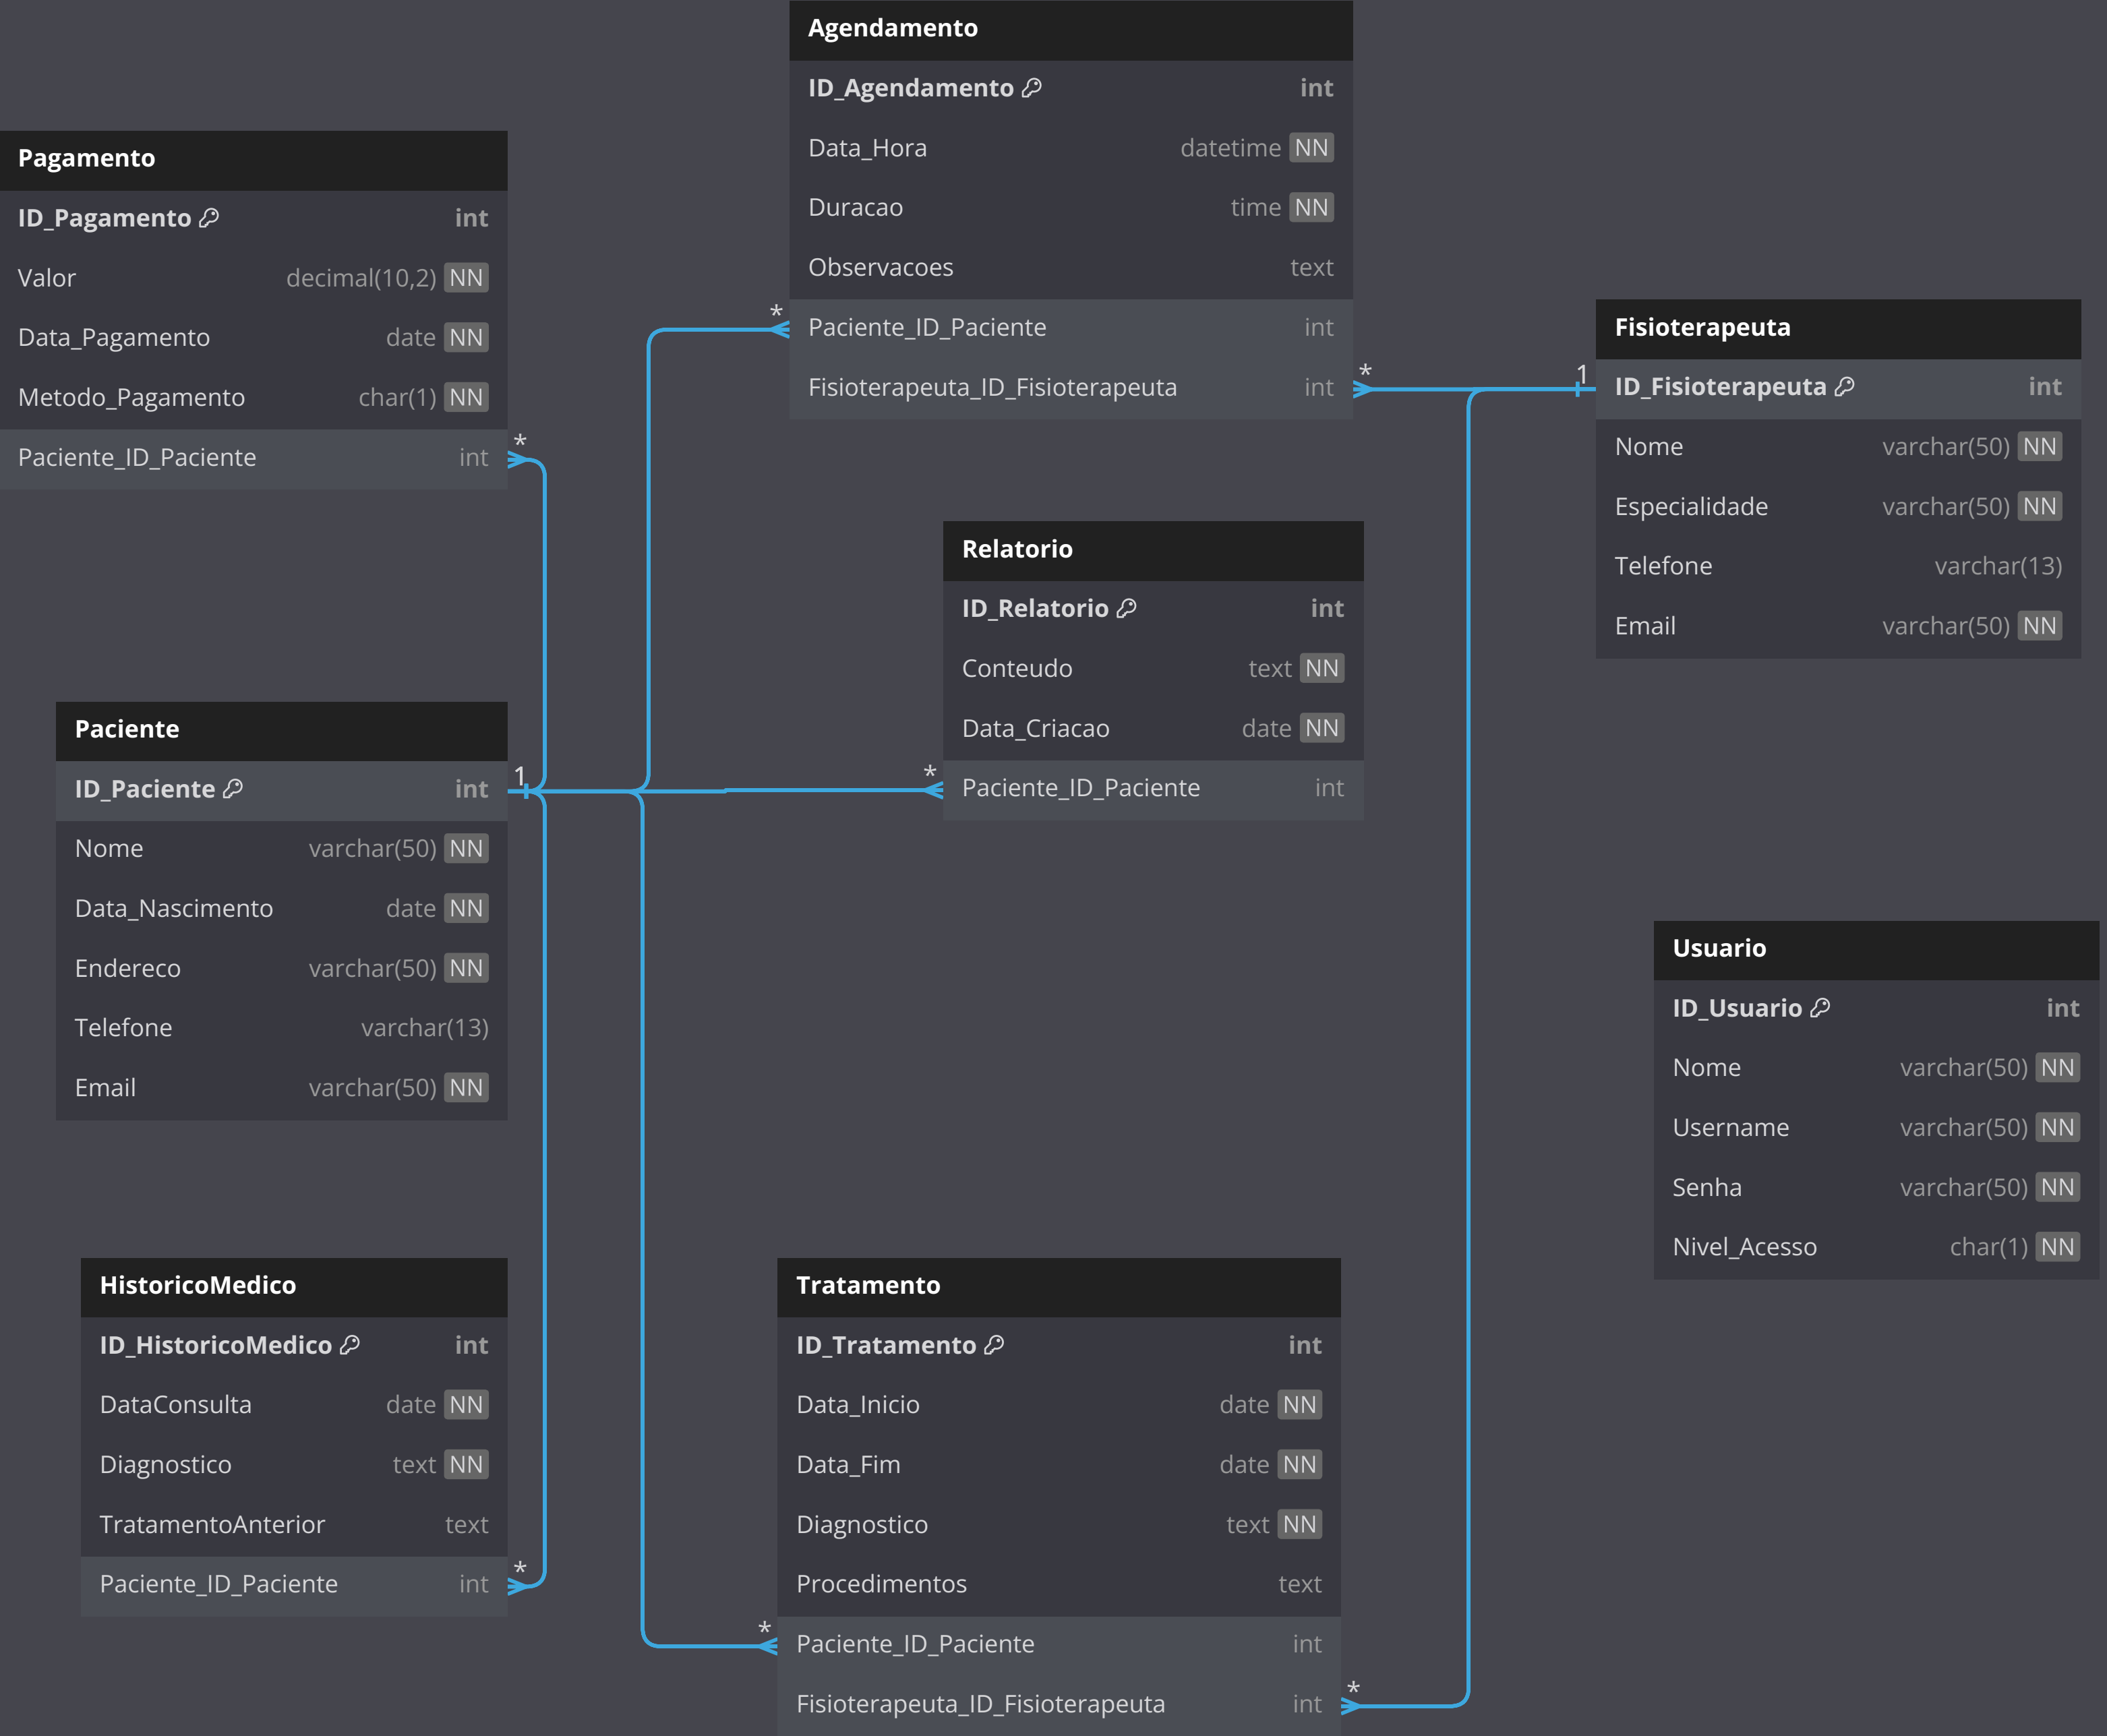 Agendamento
ID_Agendamento int
Data_Hora datetime NN
Duracao time NN
Observacoes text
* Paciente_ID_Paciente int
Fisioterapeuta_ID_Fisioterapeuta int *
Pagamento
ID_Pagamento int
Valor decimal(10,2) NN
Data_Pagamento date NN
Metodo_Pagamento char(1) NN
Paciente_ID_Paciente int *
Fisioterapeuta
1 ID_Fisioterapeuta int
Nome varchar(50) NN
Especialidade varchar(50) NN
Telefone varchar(13)
Email varchar(50) NN
Relatorio
ID_Relatorio int
Conteudo text NN
Data_Criacao date NN
* Paciente_ID_Paciente int
Paciente
ID_Paciente int 1
Nome varchar(50) NN
Data_Nascimento date NN
Endereco varchar(50) NN
Telefone varchar(13)
Email varchar(50) NN
Usuario
ID_Usuario int
Nome varchar(50) NN
Username varchar(50) NN
Senha varchar(50) NN
Nivel_Acesso char(1) NN
HistoricoMedico
ID_HistoricoMedico int
DataConsulta date NN
Diagnostico text NN
TratamentoAnterior text
Paciente_ID_Paciente int *
Tratamento
ID_Tratamento int
Data_Inicio date NN
Data_Fim date NN
Diagnostico text NN
Procedimentos text
* Paciente_ID_Paciente int
Fisioterapeuta_ID_Fisioterapeuta int *